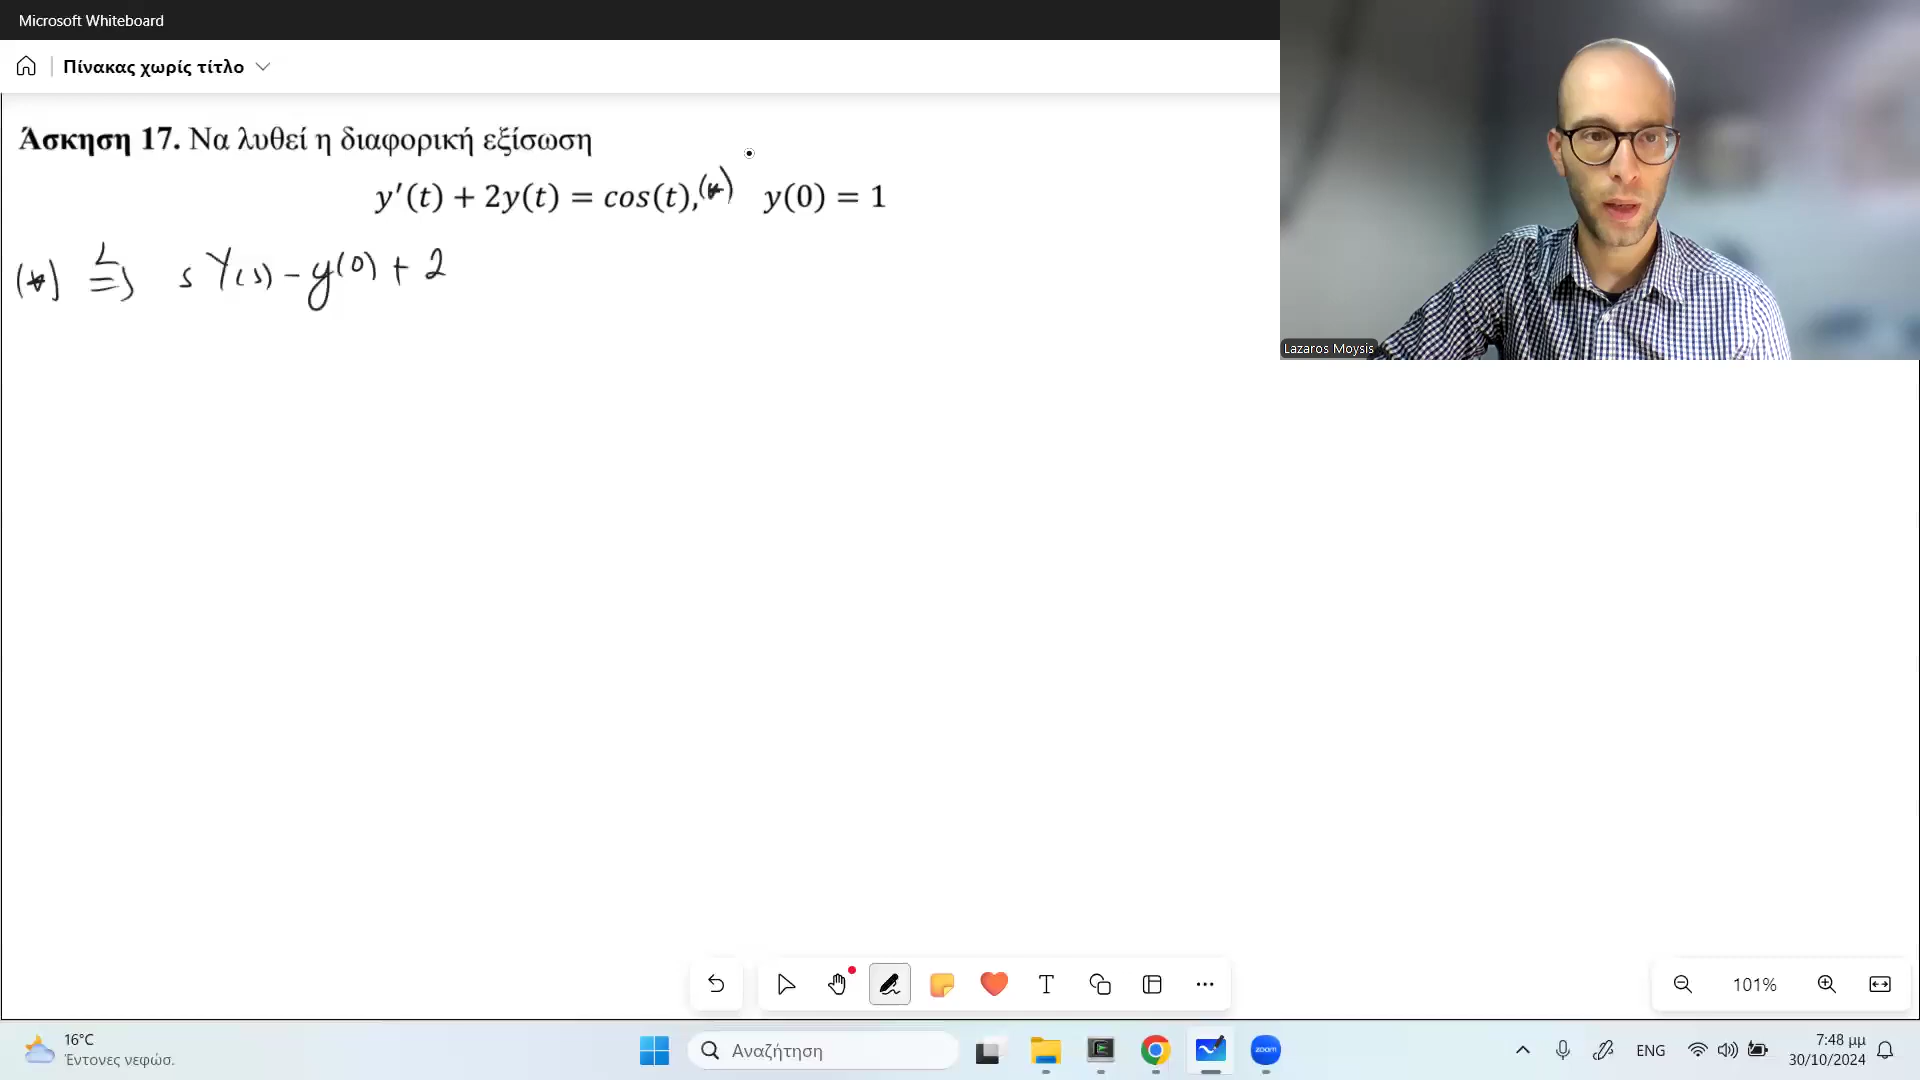 Microsoft Whiteboard
Πίνακας χωρίς τίτλο
Άσκηση 17. Να λυθεί η διαφορική εξίσωση
y′(t) + 2y(t) = cos(t),(*) y(0) = 1
(*) L⇒ sY(s) - y(0) + 2
Lazaros Moysis
T
101%
16°C
Έντονες νεφώσ.
Αναζήτηση
zoom
ENG
7:48 μμ
30/10/2024